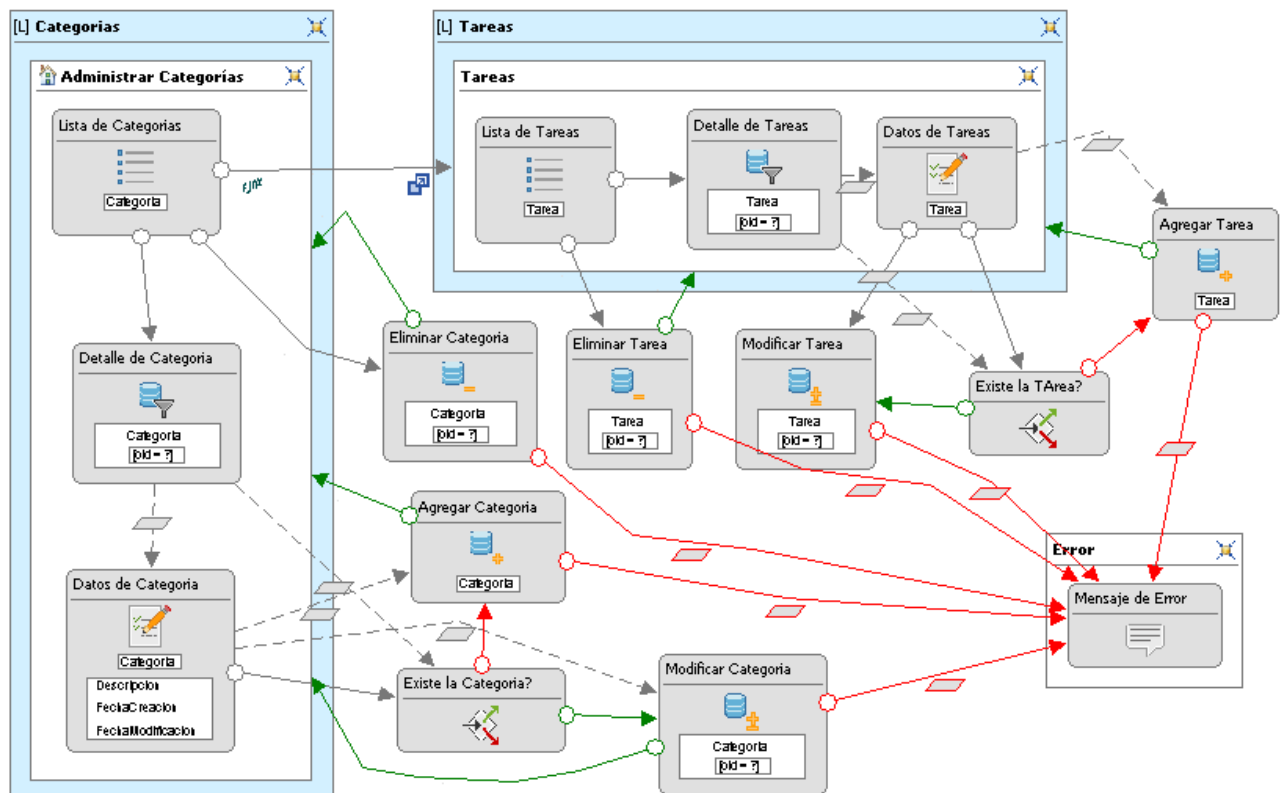 [L] Categorias
Administrar Categorías
Lista de Categorias
Categoria
Detalle de Categoria
Categoria
[oid = ?]
Datos de Categoria
Categoria
Descripcion
FechaCreacion
FechaModificacion
[L] Tareas
Tareas
Lista de Tareas
Tarea
Detalle de Tareas
Tarea
[oid = ?]
Datos de Tareas
Tarea
Agregar Tarea
Tarea
Eliminar Categoria
Categoria
[oid = ?]
Eliminar Tarea
Tarea
[oid = ?]
Modificar Tarea
Tarea
[oid = ?]
Existe la TArea?
Agregar Categoria
Categoria
Existe la Categoria?
Modificar Categoria
Categoria
[oid = ?]
Error
Mensaje de Error